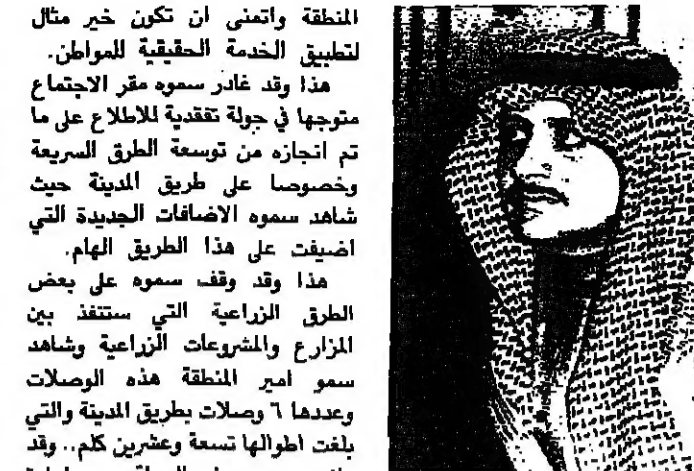 المنطقة واتمنى ان تكون خير مثال
لتطبيق الخدمة الحقيقية للمواطن.
هذا وقد غادر سموه مقر الاجتماع
متوجها في جولة تفقدية للاطلاع على ما
تم انجازه من توسعة الطرق السريعة
وخصوصا على طريق المدينة حيث
شاهد سموه الاضافات الجديدة التي
اضيفت على هذا الطريق الهام.
هذا وقد وقف سموه على بعض
الطرق الزراعية التي ستنفذ بين
المزارع والمشروعات الزراعية وشاهد
سمو امير المنطقة هذه الوصلات
وعددها ٦ وصلات بطريق المدينة والتي
بلغت اطوالها تسعة وعشرين كلم.. وقد